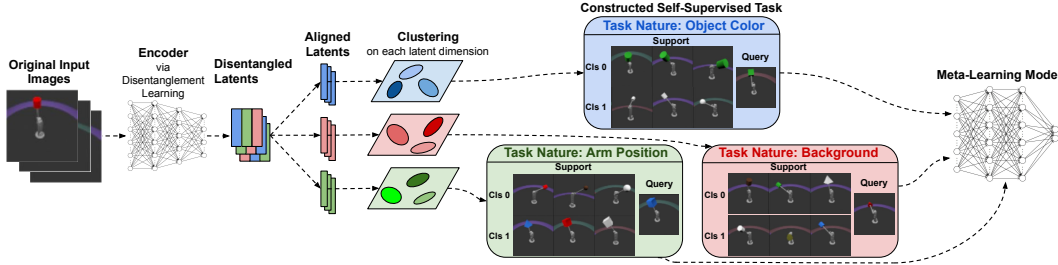 Original Input
Images
Encoder
via
Disentanglement
Learning
Disentangled
Latents
Aligned
Latents
Clustering
on each latent dimension
Constructed Self-Supervised Task
Task Nature: Object Color
Support
Cls 0
Cls 1
Query
Task Nature: Arm Position
Support
Cls 0
Cls 1
Query
Task Nature: Background
Support
Cls 0
Cls 1
Query
Meta-Learning Model